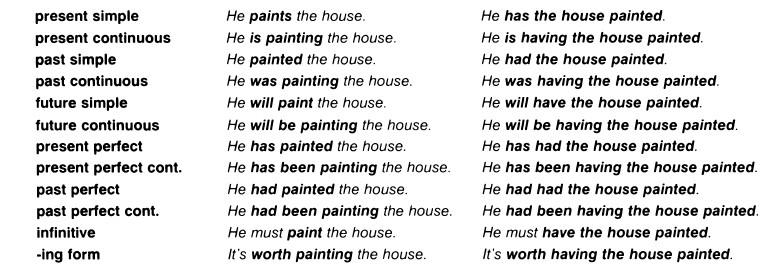 present simple He paints the house. He has the house painted.
present continuous He is painting the house. He is having the house painted.
past simple He painted the house. He had the house painted.
past continuous He was painting the house. He was having the house painted.
future simple He will paint the house. He will have the house painted.
future continuous He will be painting the house. He will be having the house painted.
present perfect He has painted the house. He has had the house painted.
present perfect cont. He has been painting the house. He has been having the house painted.
past perfect He had painted the house. He had had the house painted.
past perfect cont. He had been painting the house. He had been having the house painted.
infinitive He must paint the house. He must have the house painted.
-ing form It's worth painting the house. It's worth having the house painted.